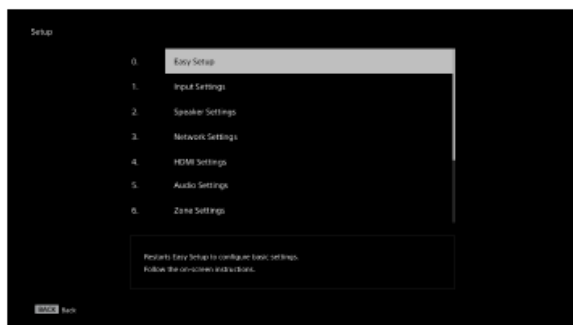 Setup
0. Easy Setup
1. Input Settings
2. Speaker Settings
3. Network Settings
4. HDMI Settings
5. Audio Settings
6. Zone Settings
Restarts Easy Setup to configure basic settings.
Follow the on-screen instructions.
BACK Back